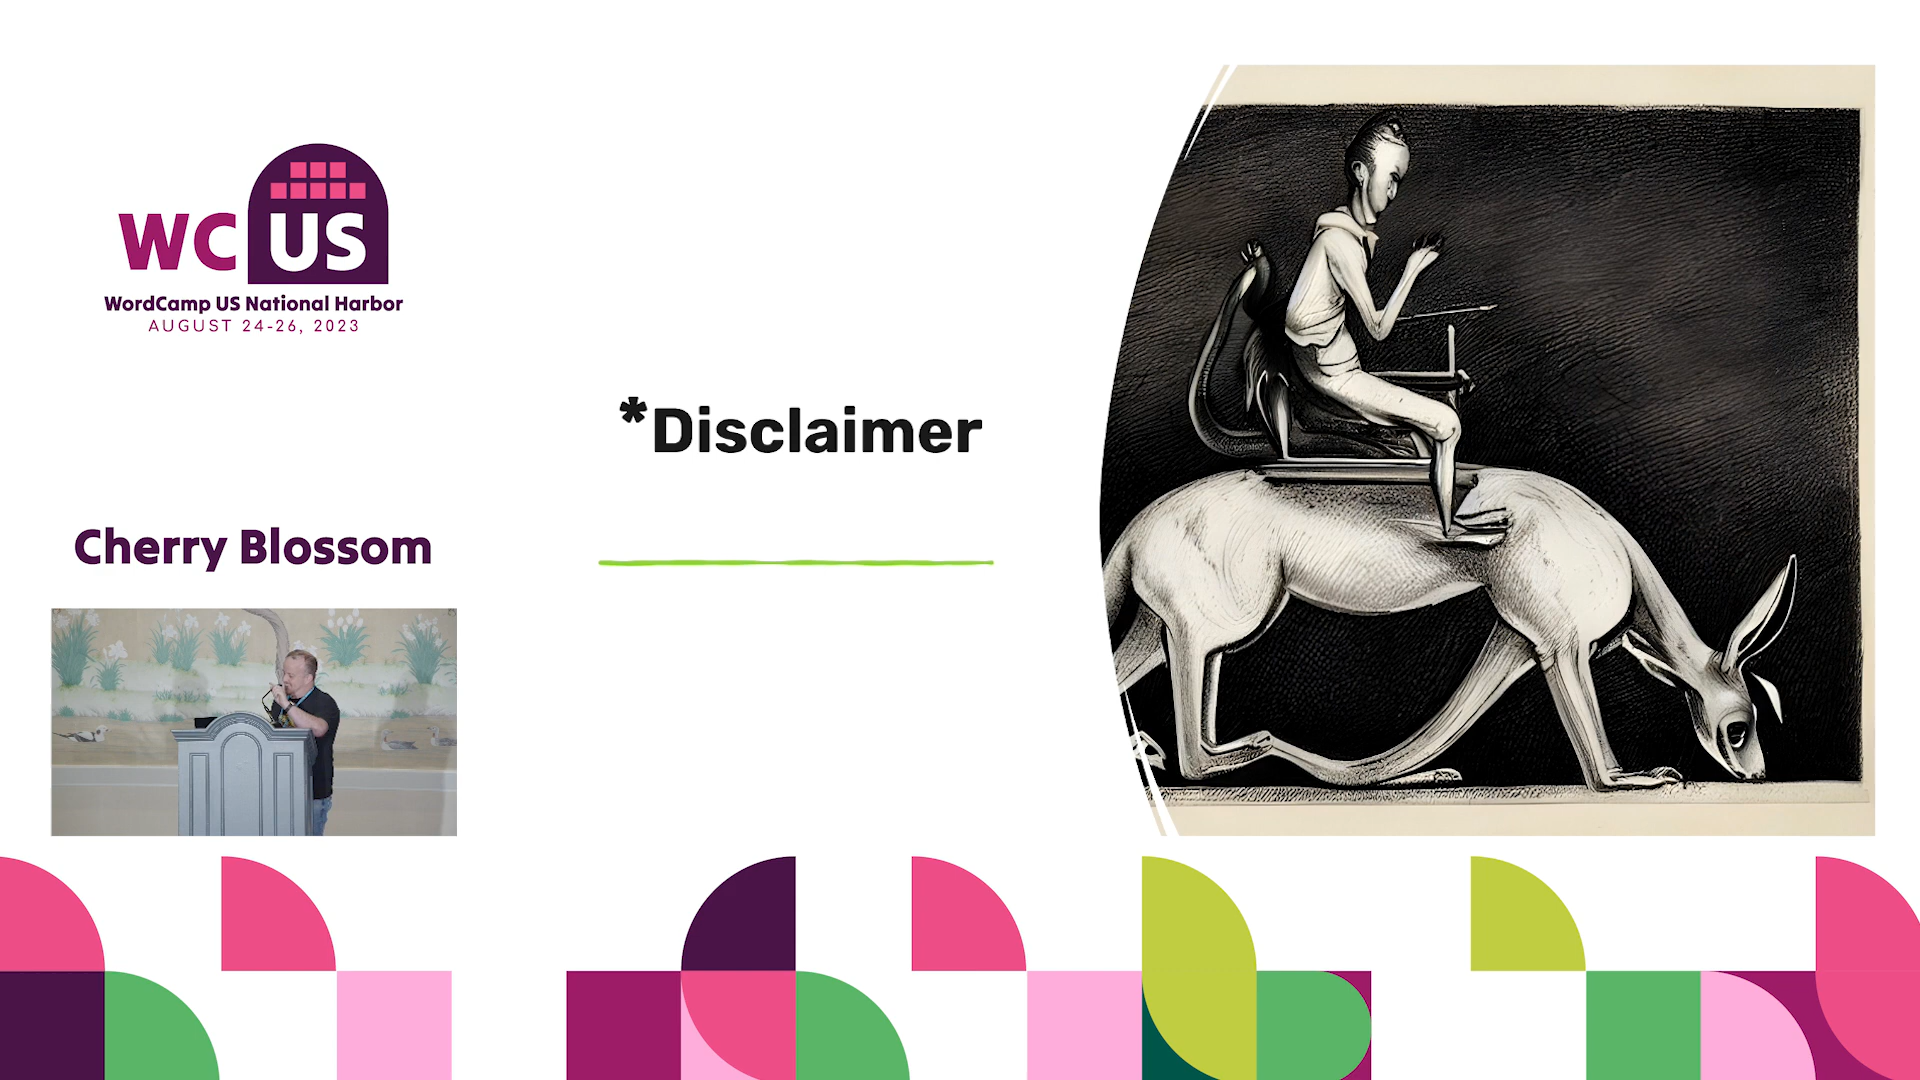 WC US
WordCamp US National Harbor
AUGUST 24-26, 2023
*Disclaimer
Cherry Blossom